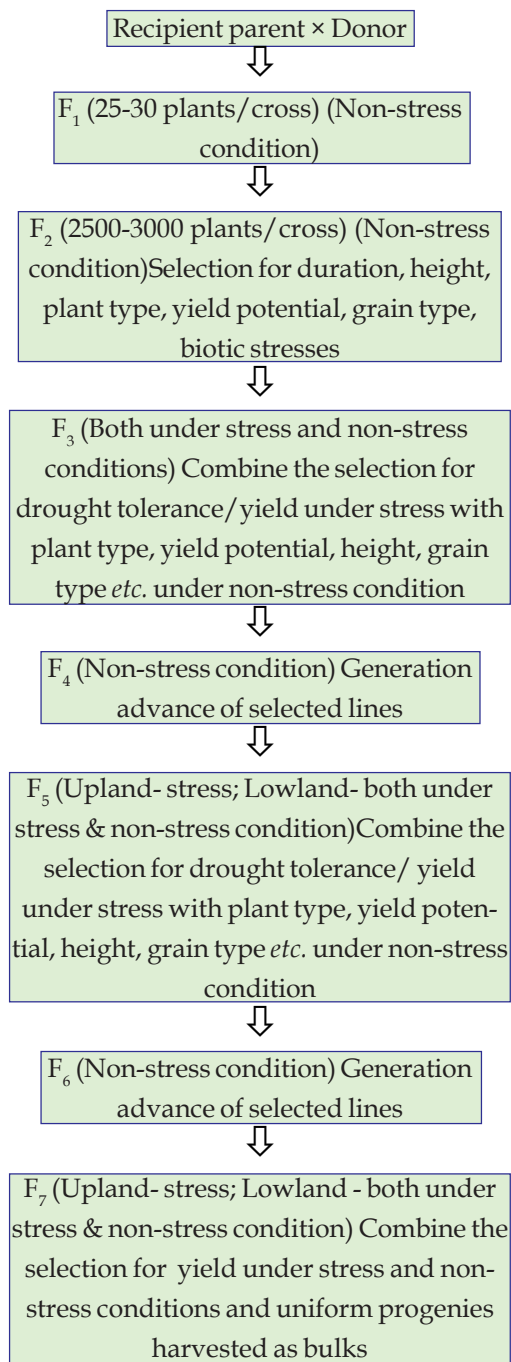 Recipient parent × Donor
F₁ (25-30 plants/cross) (Non-stress
condition)
F₂ (2500-3000 plants/cross) (Non-stress
condition)Selection for duration, height,
plant type, yield potential, grain type,
biotic stresses
F₃ (Both under stress and non-stress
conditions) Combine the selection for
drought tolerance/yield under stress with
plant type, yield potential, height, grain
type etc. under non-stress condition
F₄ (Non-stress condition) Generation
advance of selected lines
F₅ (Upland- stress; Lowland- both under
stress & non-stress condition)Combine the
selection for drought tolerance/ yield
under stress with plant type, yield poten-
tial, height, grain type etc. under non-stress
condition
F₆ (Non-stress condition) Generation
advance of selected lines
F₇ (Upland- stress; Lowland - both under
stress & non-stress condition) Combine the
selection for yield under stress and non-
stress conditions and uniform progenies
harvested as bulks